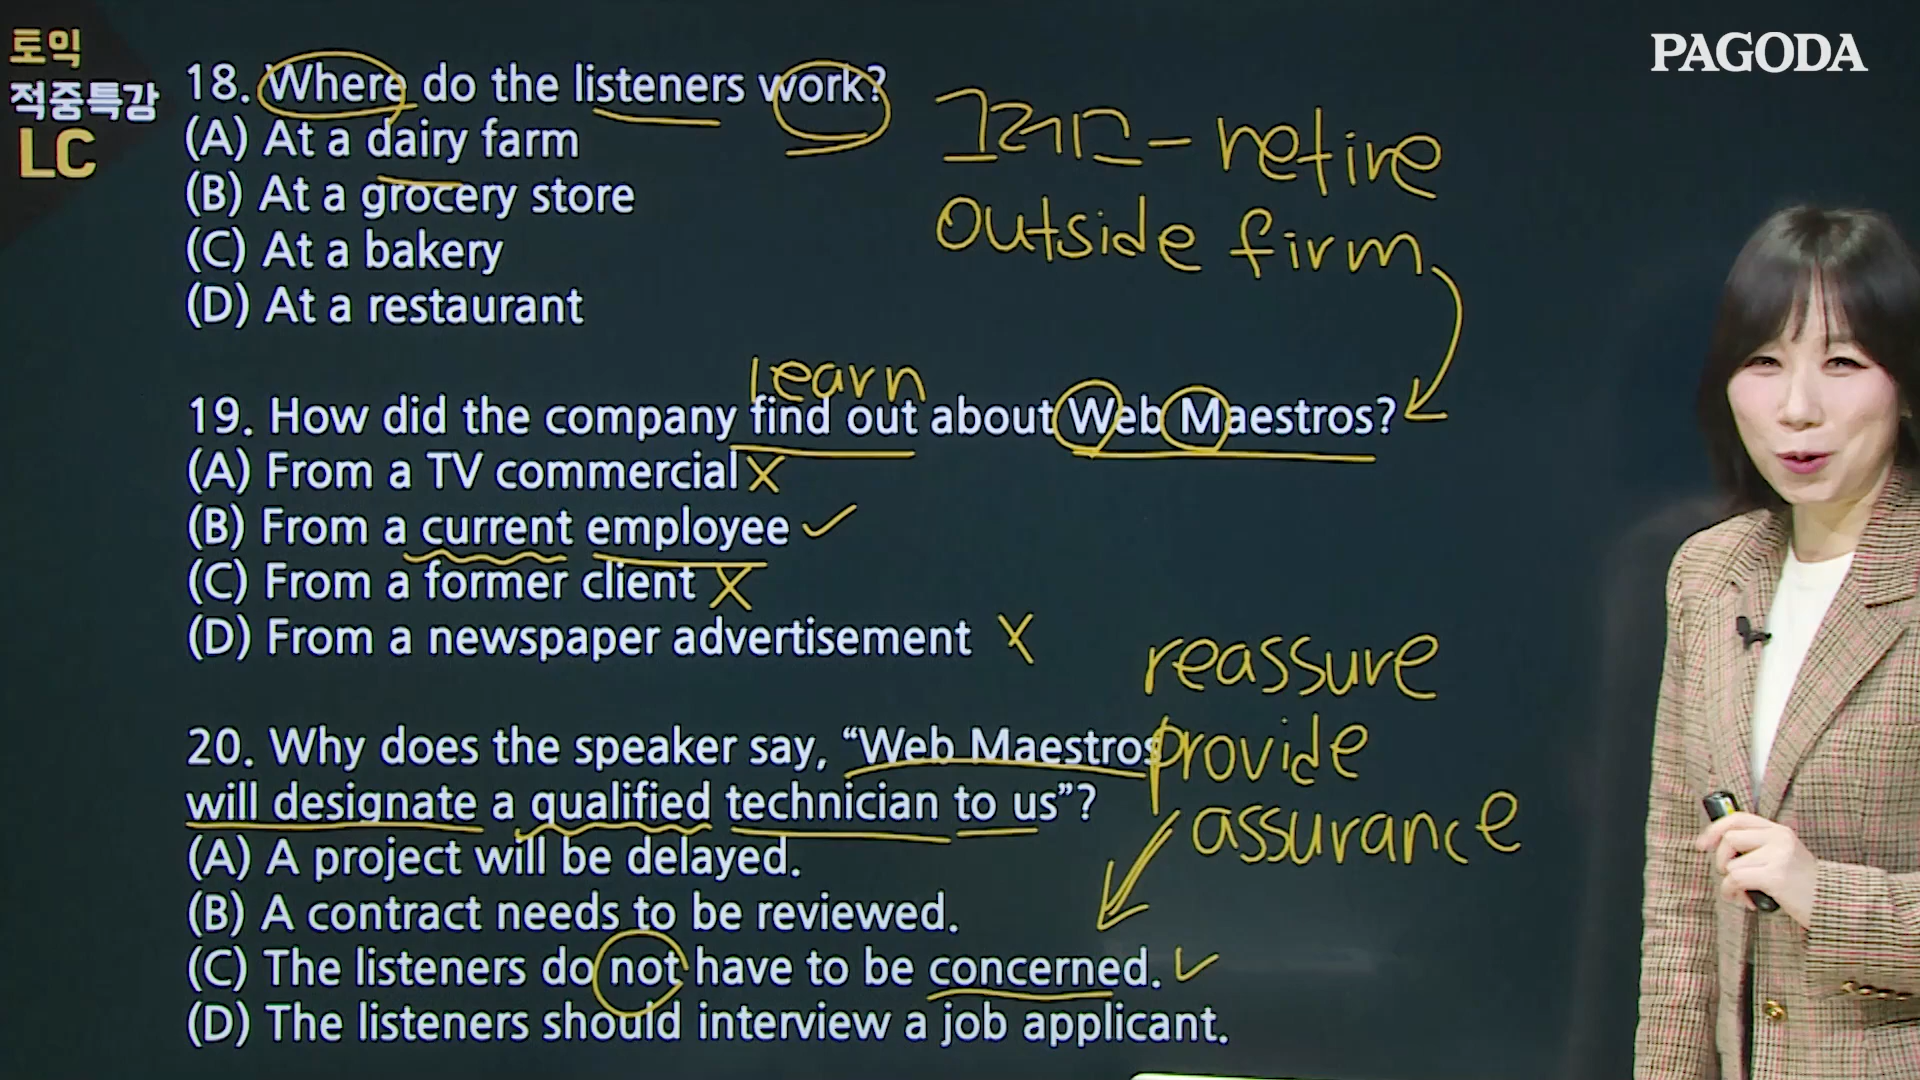 토익
적중특강
LC
PAGODA
18. Where do the listeners work?
(A) At a dairy farm
(B) At a grocery store
(C) At a bakery
(D) At a restaurant
retire
outside firm
learn
19. How did the company find out about Web Maestros?
(A) From a TV commercial X
(B) From a current employee ✓
(C) From a former client X
(D) From a newspaper advertisement X
reassure
provide
assurance
20. Why does the speaker say, “Web Maestros
will designate a qualified technician to us”?
(A) A project will be delayed.
(B) A contract needs to be reviewed.
(C) The listeners do not have to be concerned. ✓
(D) The listeners should interview a job applicant.